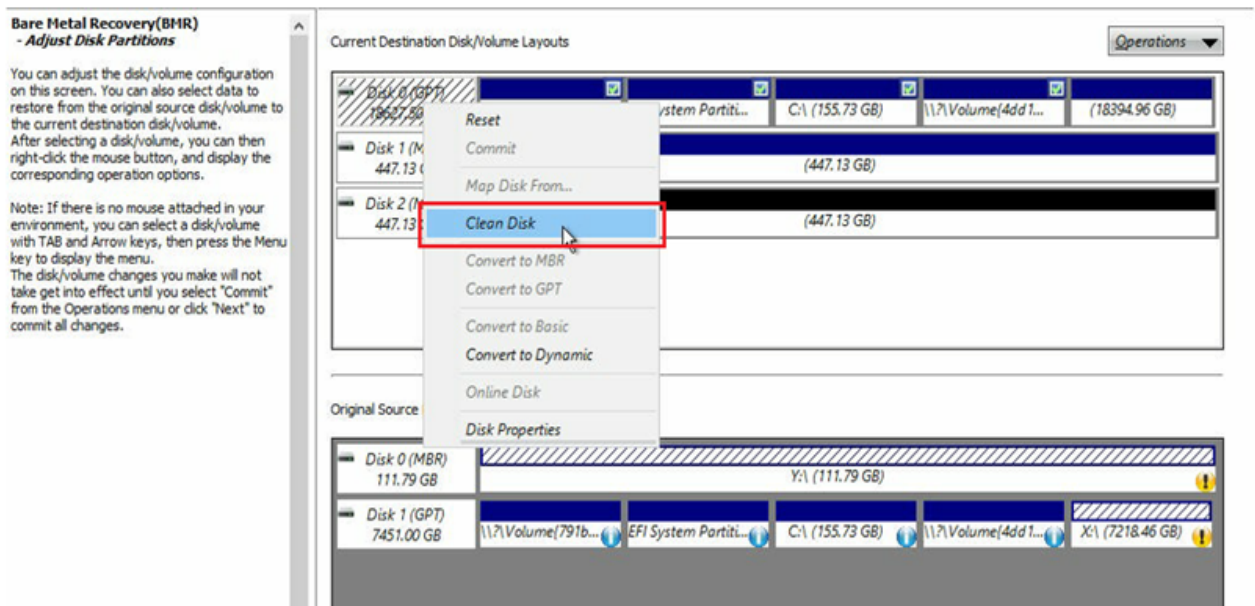 Bare Metal Recovery(BMR)
- Adjust Disk Partitions
You can adjust the disk/volume configuration
on this screen. You can also select data to
restore from the original source disk/volume to
the current destination disk/volume.
After selecting a disk/volume, you can then
right-click the mouse button, and display the
corresponding operation options.
Note: If there is no mouse attached in your
environment, you can select a disk/volume
with TAB and Arrow keys, then press the Menu
key to display the menu.
The disk/volume changes you make will not
take get into effect until you select "Commit"
from the Operations menu or click "Next" to
commit all changes.
Current Destination Disk/Volume Layouts
Operations
Disk 0 (GPT)
18627.50
ystem Partiti...
C:\ (155.73 GB)
\\?\Volume{4dd1...
(18394.96 GB)
Disk 1 (M
447.13
(447.13 GB)
Disk 2 (M
447.13
(447.13 GB)
Reset
Commit
Map Disk From...
Clean Disk
Convert to MBR
Convert to GPT
Convert to Basic
Convert to Dynamic
Online Disk
Disk Properties
Original Source
Disk 0 (MBR)
111.79 GB
Y:\ (111.79 GB)
Disk 1 (GPT)
7451.00 GB
\\?\Volume{791b...
EFI System Partiti...
C:\ (155.73 GB)
\\?\Volume{4dd1...
X:\ (7218.46 GB)